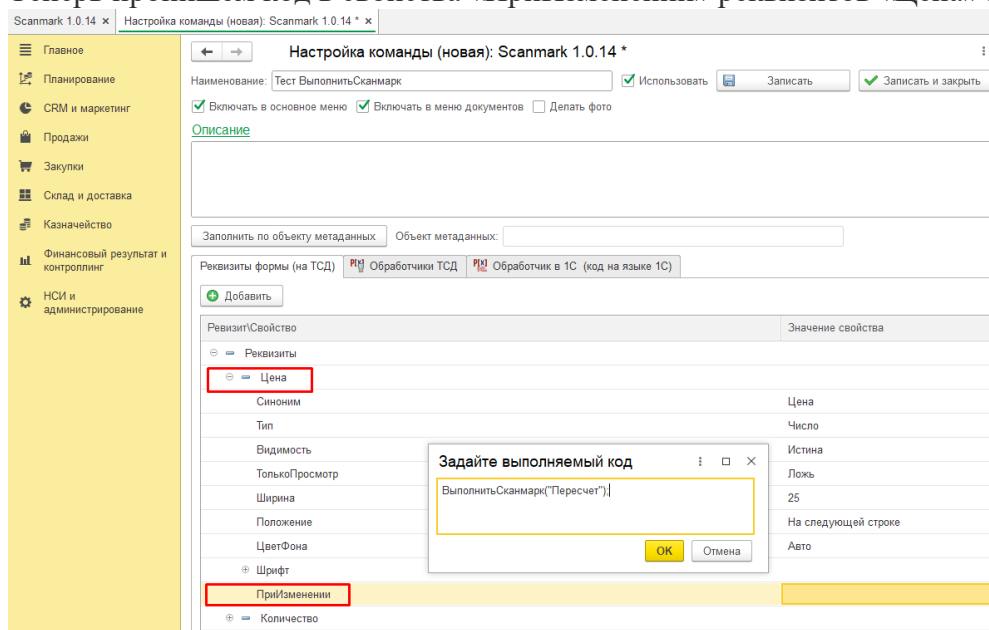 Scanmark 1.0.14 × Настройка команды (новая): Scanmark 1.0.14 * ×
Главное
Планирование
CRM и маркетинг
Продажи
Закупки
Склад и доставка
Казначейство
Финансовый результат и
контроллинг
НСИ и
администрирование
Настройка команды (новая): Scanmark 1.0.14 *
Наименование: Тест ВыполнитьСканмарк Использовать Записать Записать и закрыть
Включать в основное меню Включать в меню документов Делать фото
Описание
Заполнить по объекту метаданных Объект метаданных:
Реквизиты формы (на ТСД) Обработчики ТСД Обработчик в 1С (код на языке 1С)
Добавить
Ревизит\Свойство Значение свойства
Реквизиты
Цена
Синоним Цена
Тип Число
Видимость Истина
ТолькоПросмотр Ложь
Ширина 25
Положение На следующей строке
ЦветФона Авто
Шрифт
ПриИзменении
Количество
Задайте выполняемый код
ВыполнитьСканмарк("Пересчет");
ОК Отмена